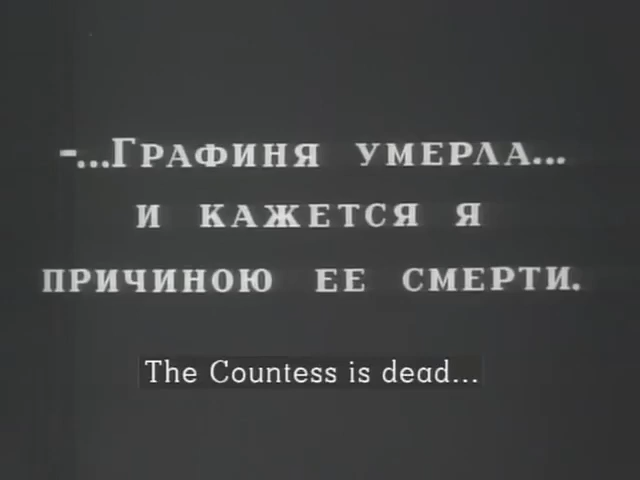 -...Графиня умерла...
и кажется я
причиною ее смерти.
The Countess is dead...